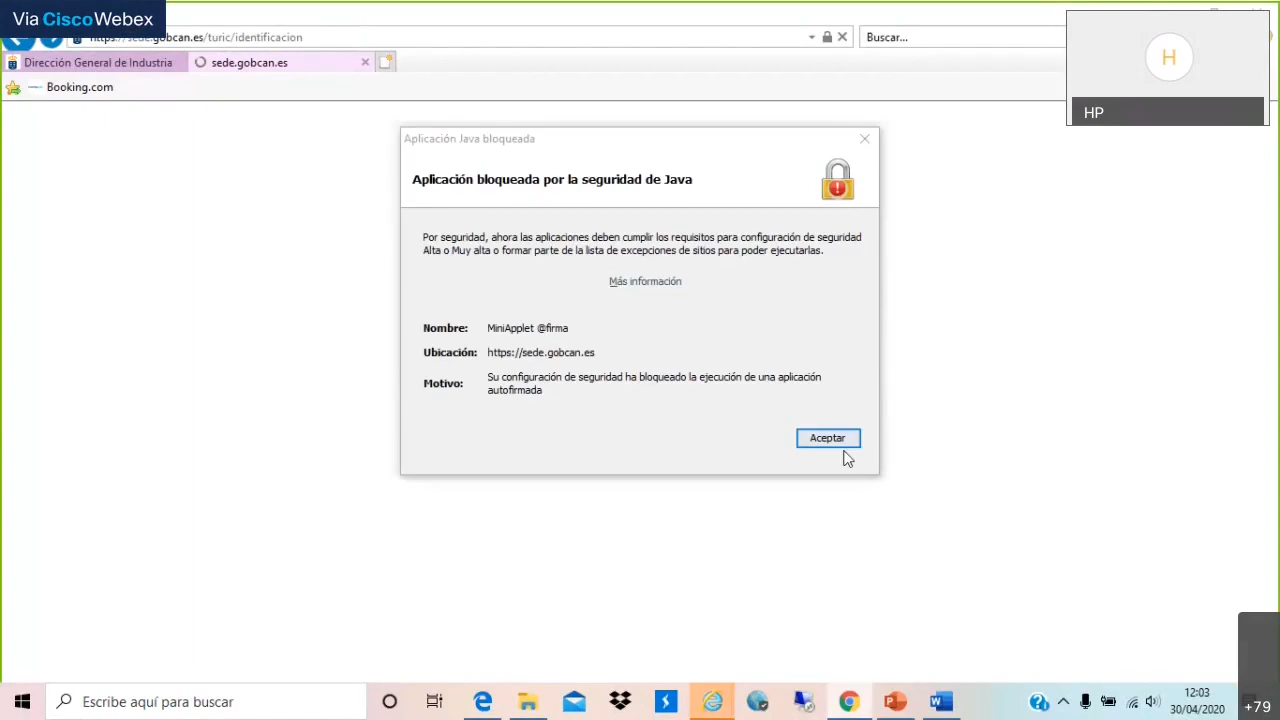 Via CiscoWebex
https://sede.gobcan.es/turic/identificacion
Buscar...
Dirección General de Industria
sede.gobcan.es
Booking.com
H
HP
Aplicación Java bloqueada
Aplicación bloqueada por la seguridad de Java
Por seguridad, ahora las aplicaciones deben cumplir los requisitos para configuración de seguridad
Alta o Muy alta o formar parte de la lista de excepciones de sitios para poder ejecutarlas.
Más información
Nombre: MiniApplet @firma
Ubicación: https://sede.gobcan.es
Motivo: Su configuración de seguridad ha bloqueado la ejecución de una aplicación
autofirmada
Aceptar
Escribe aquí para buscar
12:03
30/04/2020
+79